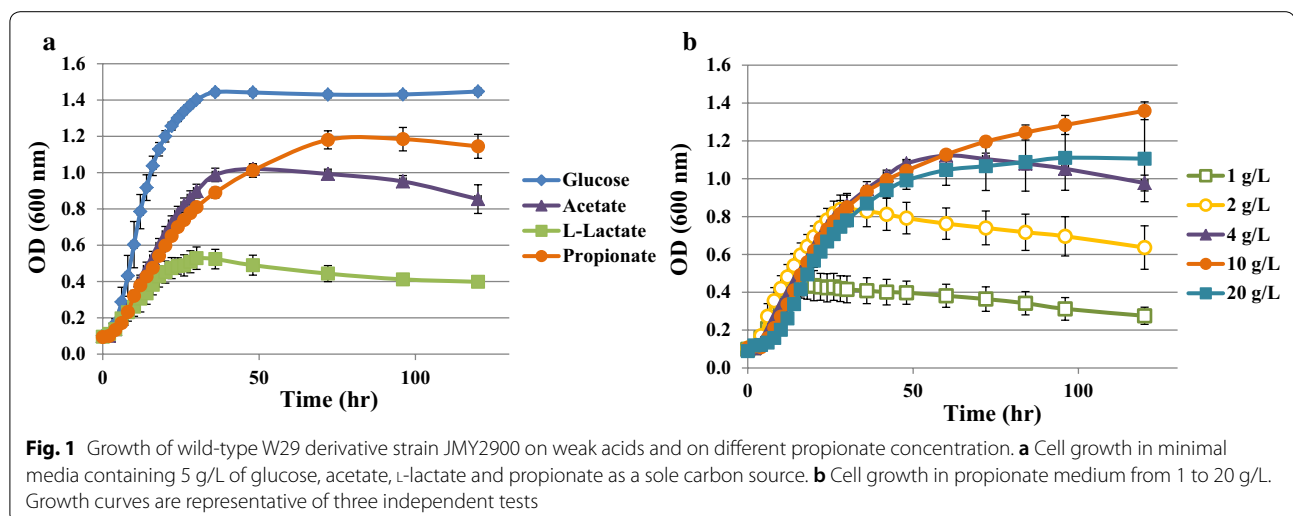 a
1.6
1.4
1.2
1.0
0.8
0.6
0.4
0.2
0.0
OD (600 nm)
0
50
100
Time (hr)
Glucose
Acetate
L-Lactate
Propionate
b
1.6
1.4
1.2
1.0
0.8
0.6
0.4
0.2
0.0
OD (600 nm)
0
50
100
Time (hr)
1 g/L
2 g/L
4 g/L
10 g/L
20 g/L
Fig. 1 Growth of wild-type W29 derivative strain JMY2900 on weak acids and on different propionate concentration. a Cell growth in minimal
media containing 5 g/L of glucose, acetate, L-lactate and propionate as a sole carbon source. b Cell growth in propionate medium from 1 to 20 g/L.
Growth curves are representative of three independent tests